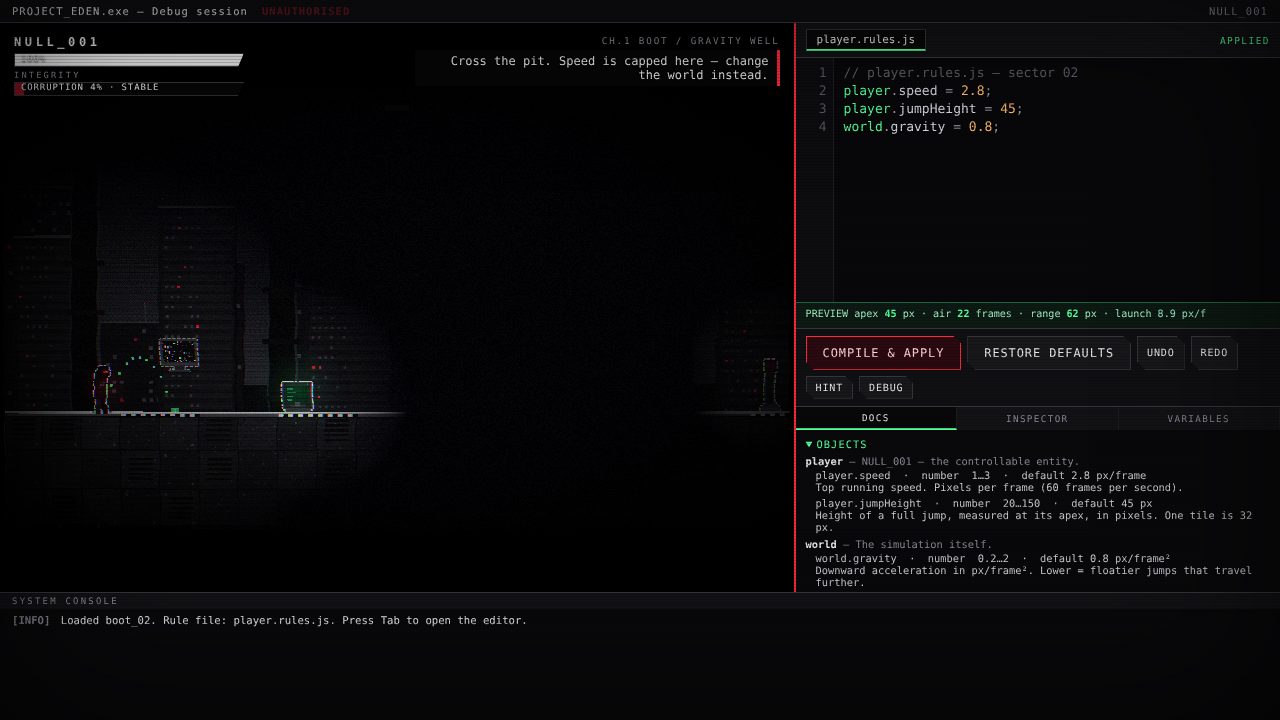 PROJECT_EDEN.exe — Debug session UNAUTHORISED
NULL_001
NULL_001
100%
INTEGRITY
CORRUPTION 4% · STABLE
CH.1 BOOT / GRAVITY WELL
Cross the pit. Speed is capped here — change
the world instead.
player.rules.js
APPLIED
1 // player.rules.js — sector 02
2 player.speed = 2.8;
3 player.jumpHeight = 45;
4 world.gravity = 0.8;
PREVIEW apex 45 px · air 22 frames · range 62 px · launch 8.9 px/f
COMPILE & APPLY
RESTORE DEFAULTS
UNDO
REDO
HINT
DEBUG
DOCS
INSPECTOR
VARIABLES
▼ OBJECTS
player — NULL_001 — the controllable entity.
player.speed · number 1…3 · default 2.8 px/frame
Top running speed. Pixels per frame (60 frames per second).
player.jumpHeight · number 20…150 · default 45 px
Height of a full jump, measured at its apex, in pixels. One tile is 32
px.
world — The simulation itself.
world.gravity · number 0.2…2 · default 0.8 px/frame²
Downward acceleration in px/frame². Lower = floatier jumps that travel
further.
SYSTEM CONSOLE
[INFO] Loaded boot_02. Rule file: player.rules.js. Press Tab to open the editor.